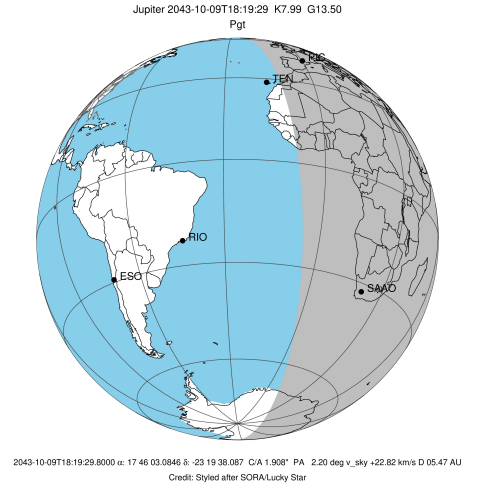 Jupiter 2043-10-09T18:19:29 K7.99 G13.50
Pgt
PIC
TEN
RIO
ESO
SAAO
2043-10-09T18:19:29.8000 α: 17 46 03.0846 δ: -23 19 38.087 C/A 1.908" PA 2.20 deg v_sky +22.82 km/s D 05.47 AU
Credit: Styled after SORA/Lucky Star